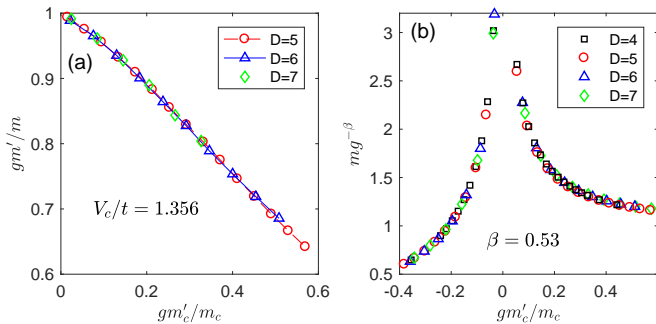 1
0.9
0.8
0.7
0.6
gm′/m
(a)
D=5
D=6
D=7
V_c/t = 1.356
0
0.2
0.4
0.6
gm′_c/m_c
3
2.5
2
1.5
1
0.5
mg^{-β}
(b)
D=4
D=5
D=6
D=7
β = 0.53
-0.4
-0.2
0
0.2
0.4
gm′_c/m_c